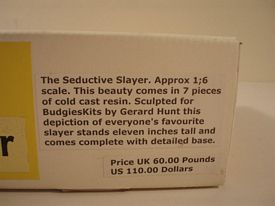 The Seductive Slayer. Approx 1;6
scale. This beauty comes in 7 pieces
of cold cast resin. Sculpted for
BudgiesKits by Gerard Hunt this
depiction of everyone's favourite
slayer stands eleven inches tall and
comes complete with detailed base.
r
Price UK 60.00 Pounds
US 110.00 Dollars